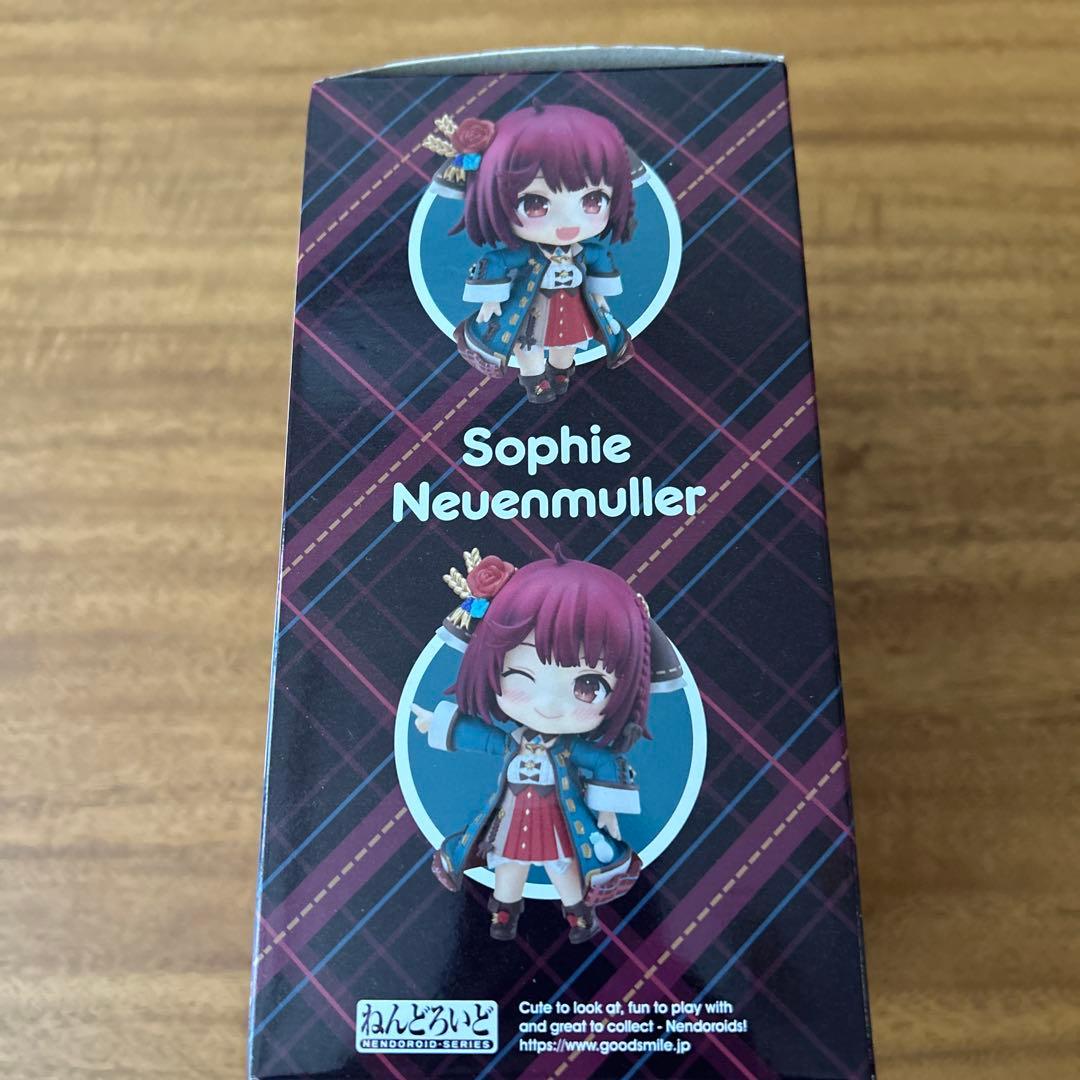 Sophie
Neuenmuller
ねんどろいど
NENDOROID-SERIES
Cute to look at, fun to play with
and great to collect - Nendoroids!
https://www.goodsmile.jp